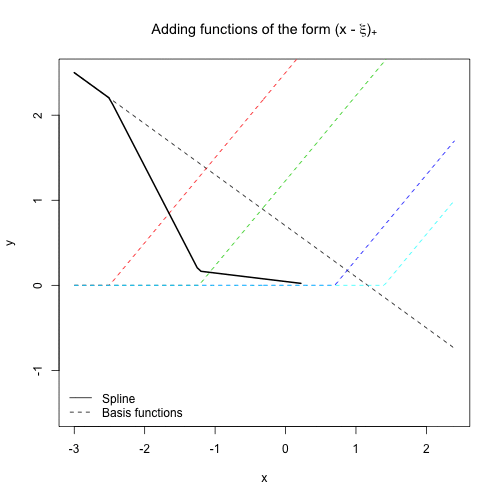 Adding functions of the form (x - ξ)₊
2
1
0
-1
y
Spline
Basis functions
-3
-2
-1
0
1
2
x